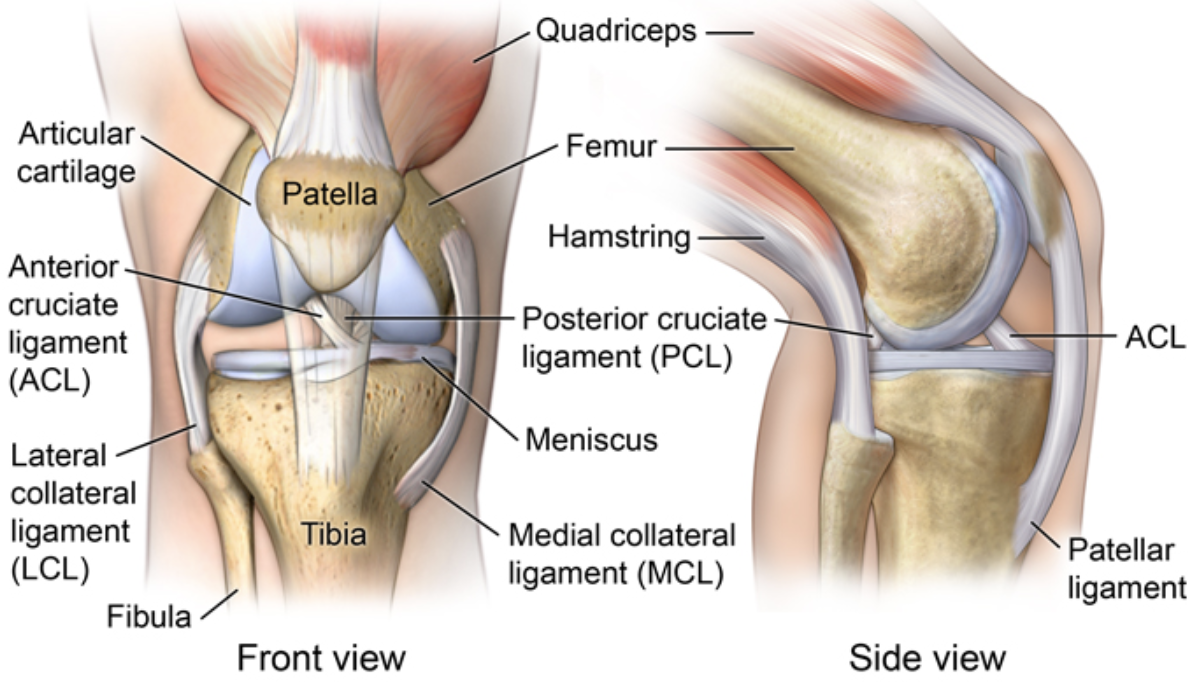 Quadriceps
Articular
cartilage
Patella
Femur
Hamstring
Anterior
cruciate
ligament
(ACL)
Posterior cruciate
ligament (PCL)
ACL
Meniscus
Lateral
collateral
ligament
(LCL)
Tibia
Medial collateral
ligament (MCL)
Patellar
ligament
Fibula
Front view
Side view